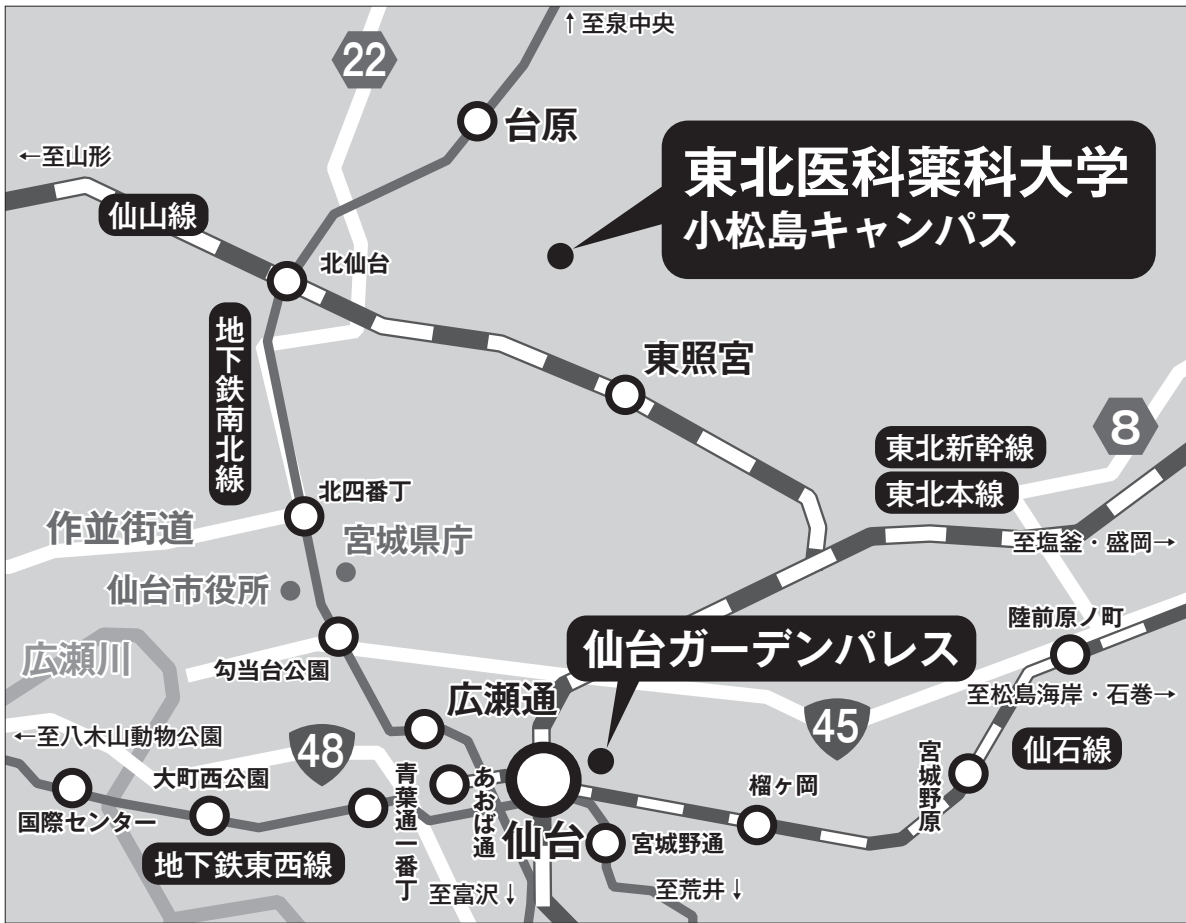 ↑至泉中央
22
台原
←至山形
東北医科薬科大学
小松島キャンパス
仙山線
北仙台
地下鉄南北線
東照宮
8
東北新幹線
東北本線
北四番丁
作並街道
宮城県庁
至塩釜・盛岡→
仙台市役所
陸前原ノ町
仙台ガーデンパレス
広瀬川
勾当台公園
至松島海岸・石巻→
広瀬通
45
←至八木山動物公園
48
仙石線
宮城野原
大町西公園
青葉通一番丁
あおば通
榴ヶ岡
国際センター
仙台
宮城野通
地下鉄東西線
至富沢↓
至荒井↓